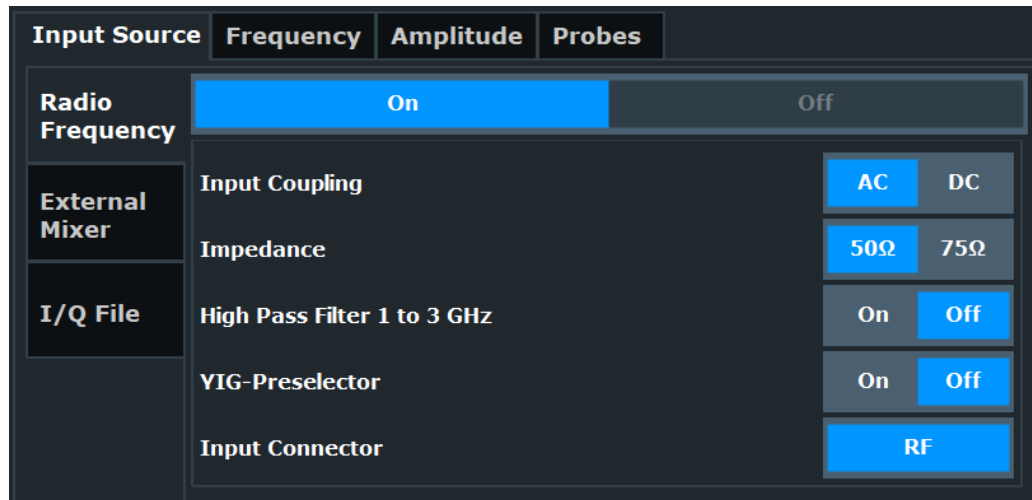 Input Source Frequency Amplitude Probes
Radio
Frequency
On Off
External
Mixer
I/Q File
Input Coupling AC DC
Impedance 50Ω 75Ω
High Pass Filter 1 to 3 GHz On Off
YIG-Preselector On Off
Input Connector RF